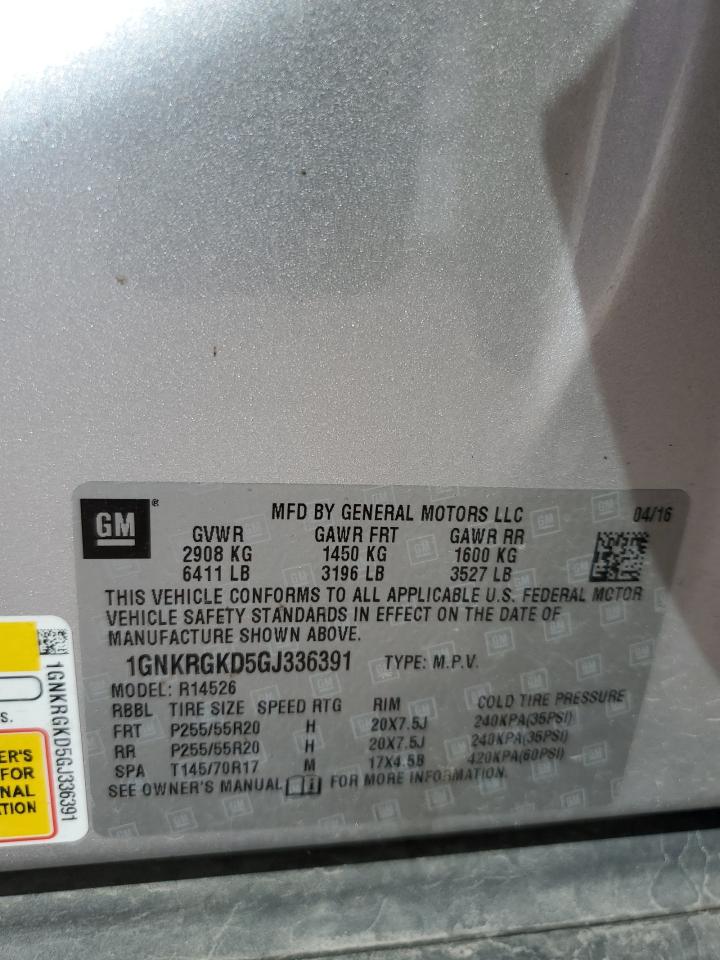 GM ®
MFD BY GENERAL MOTORS LLC 04/16
GVWR GAWR FRT GAWR RR
2908 KG 1450 KG 1600 KG
6411 LB 3196 LB 3527 LB
THIS VEHICLE CONFORMS TO ALL APPLICABLE U.S. FEDERAL MOTOR
VEHICLE SAFETY STANDARDS IN EFFECT ON THE DATE OF
MANUFACTURE SHOWN ABOVE.
1GNKRGKD5GJ336391 TYPE: M.P.V.
MODEL: R14526
RBBL TIRE SIZE SPEED RTG RIM COLD TIRE PRESSURE
FRT P255/55R20 H 20X7.5J 240KPA(35PSI)
RR P255/55R20 H 20X7.5J 240KPA(35PSI)
SPA T145/70R17 M 17X4.5B 420KPA(60PSI)
SEE OWNER'S MANUAL FOR MORE INFORMATION.
1GNKRGKD5GJ336391
S.
ER'S
FOR
NAL
TION